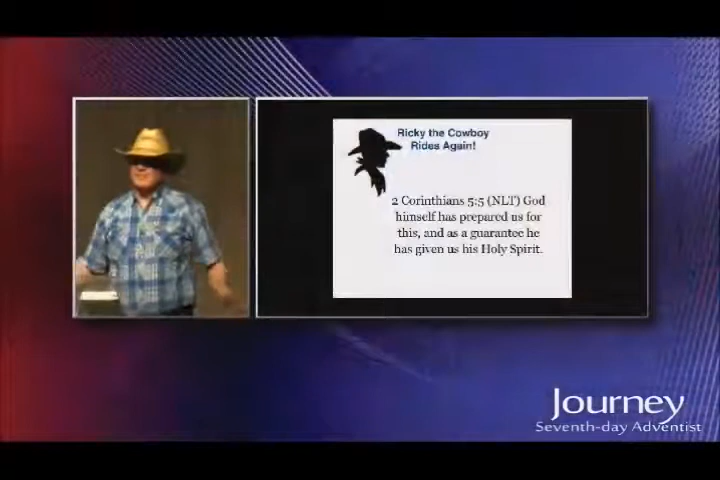 Ricky the Cowboy
Rides Again!
2 Corinthians 5:5 (NLT) God
himself has prepared us for
this, and as a guarantee he
has given us his Holy Spirit.
Journey
Seventh-day Adventist